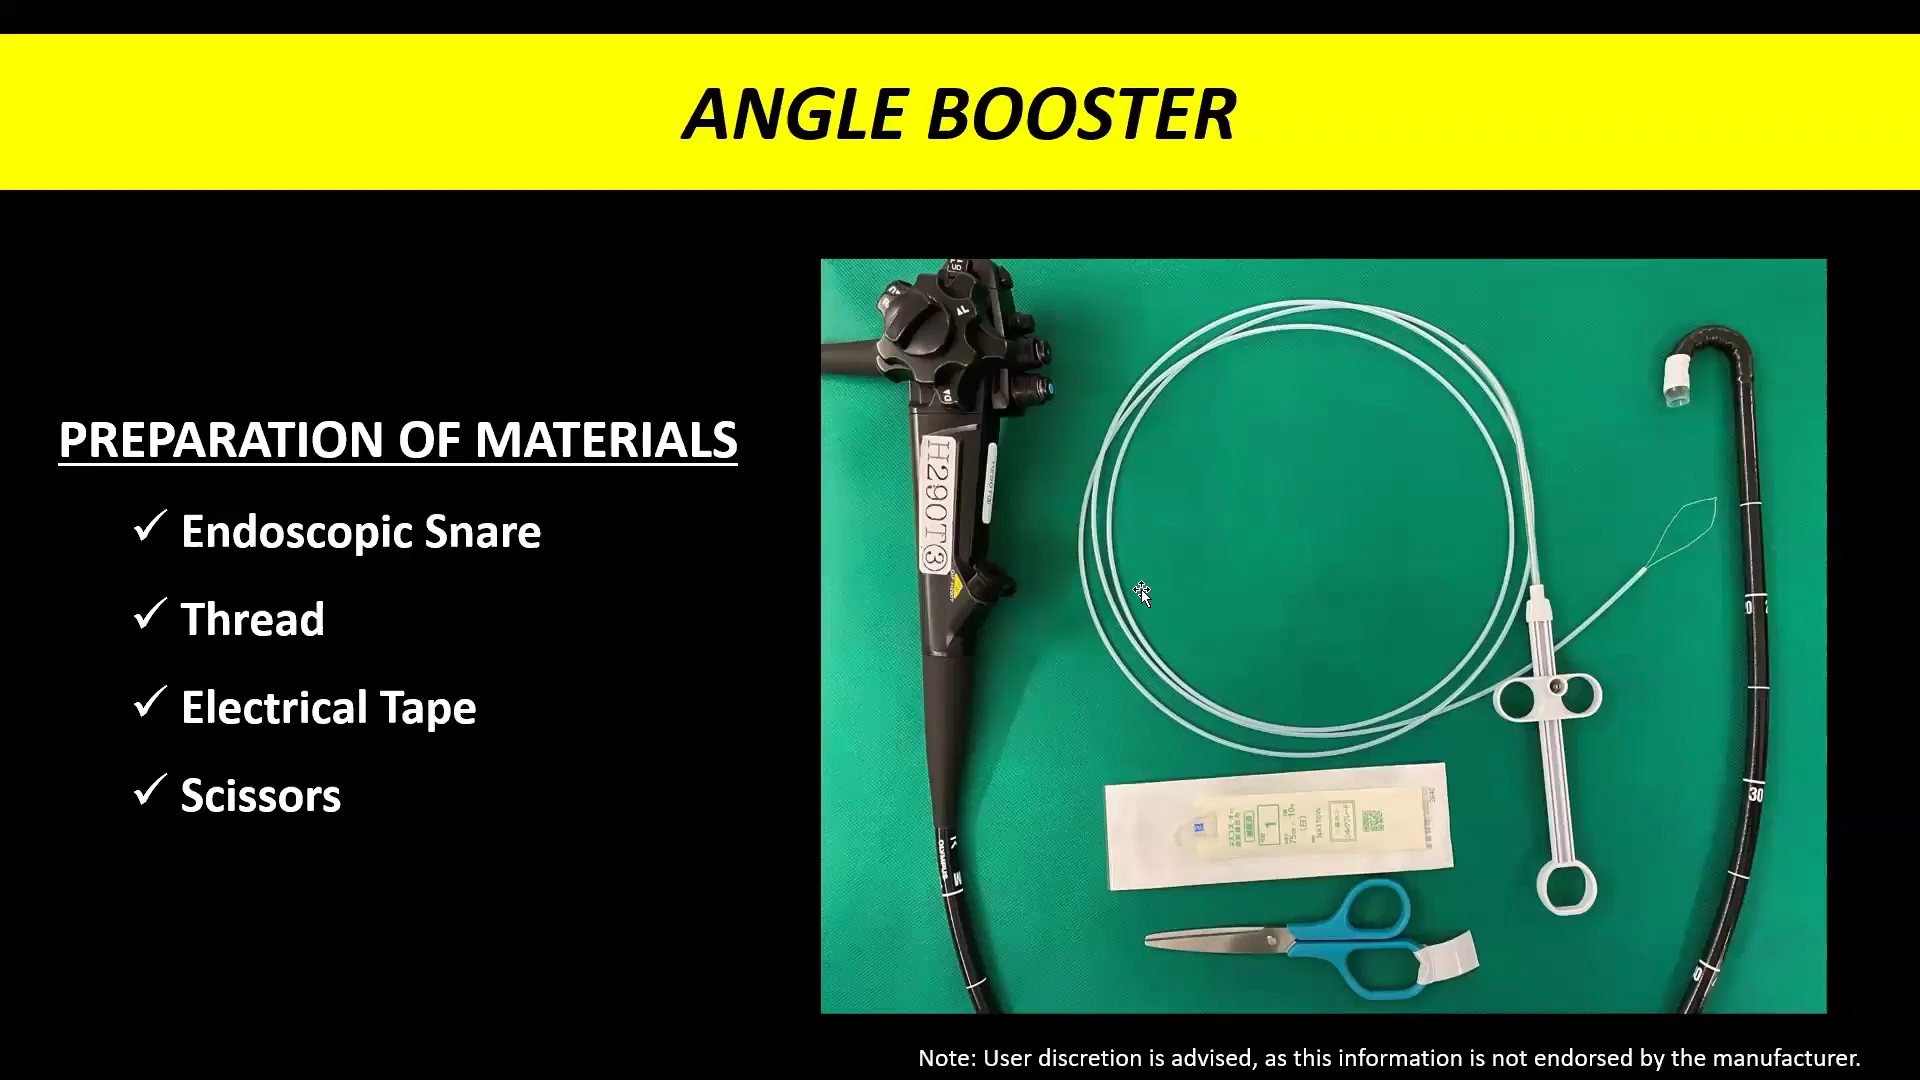 ANGLE BOOSTER
PREPARATION OF MATERIALS
✓ Endoscopic Snare
✓ Thread
✓ Electrical Tape
✓ Scissors
H290T③
OLYMPUS
30
Note: User discretion is advised, as this information is not endorsed by the manufacturer.